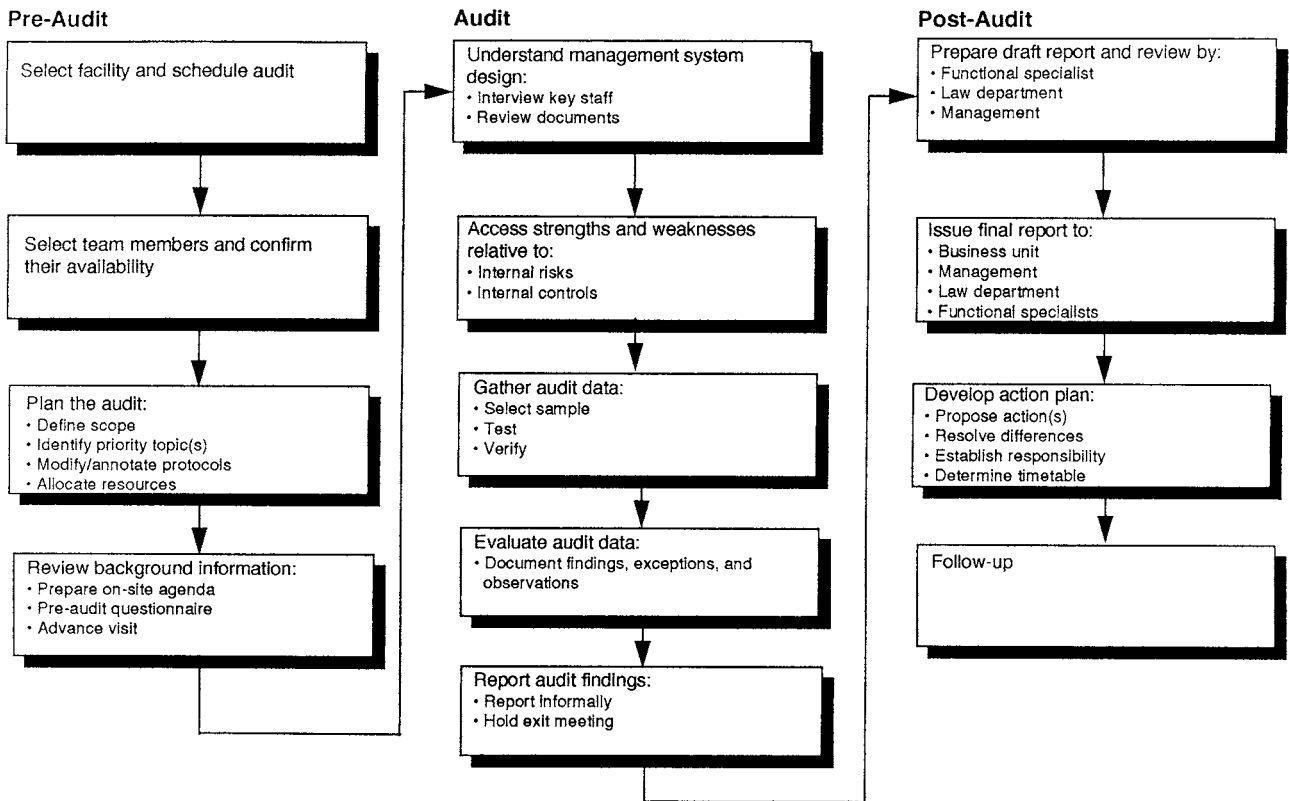 Pre-Audit
Select facility and schedule audit
Select team members and confirm
their availability
Plan the audit:
• Define scope
• Identify priority topic(s)
• Modify/annotate protocols
• Allocate resources
Review background information:
• Prepare on-site agenda
• Pre-audit questionnaire
• Advance visit
Audit
Understand management system
design:
• Interview key staff
• Review documents
Access strengths and weaknesses
relative to:
• Internal risks
• Internal controls
Gather audit data:
• Select sample
• Test
• Verify
Evaluate audit data:
• Document findings, exceptions, and
observations
Report audit findings:
• Report informally
• Hold exit meeting
Post-Audit
Prepare draft report and review by:
• Functional specialist
• Law department
• Management
Issue final report to:
• Business unit
• Management
• Law department
• Functional specialists
Develop action plan:
• Propose action(s)
• Resolve differences
• Establish responsibility
• Determine timetable
Follow-up